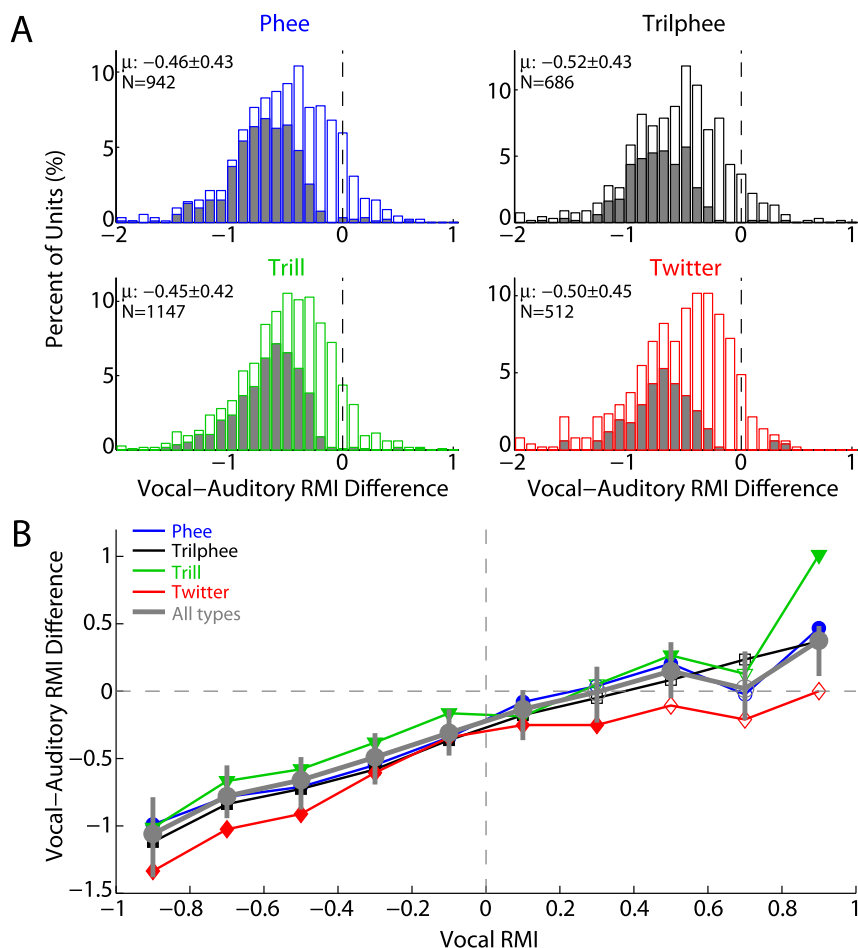 A
Phee
Trilphee
μ: −0.46±0.43
N=942
μ: −0.52±0.43
N=686
10
5
0
−2
−1
0
1
10
5
0
−2
−1
0
1
Percent of Units (%)
Trill
Twitter
μ: −0.45±0.42
N=1147
μ: −0.50±0.45
N=512
10
5
0
−2
−1
0
1
10
5
0
−2
−1
0
1
Vocal−Auditory RMI Difference
Vocal−Auditory RMI Difference
B
Phee
Trilphee
Trill
Twitter
All types
Vocal−Auditory RMI Difference
1
0.5
0
−0.5
−1
−1.5
−1
−0.8
−0.6
−0.4
−0.2
0
0.2
0.4
0.6
0.8
1
Vocal RMI